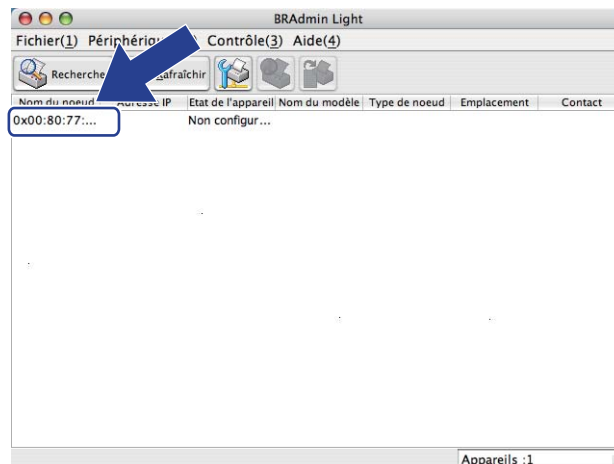 BRAdmin Light
Fichier(1) Contrôle(3) Aide(4)
Recherche
Nom du noeud Adresse IP Etat de l'appareil Nom du modèle Type de noeud Emplacement Contact
0x00:80:77:... Non configur...
Appareils :1